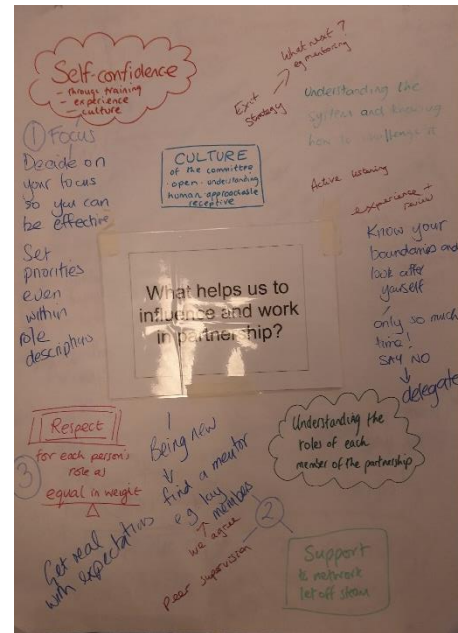 Self-confidence
- through training
- experience
- culture
What next?
eg mentoring
Exit
Strategy
Understanding the
system and knowing
how to challenge it
① Focus
Decide on
your focus
so you can
be effective
Set
priorities
even
within
role
description
CULTURE
of the committee
open · understanding
human approachable
receptive
Active listening
experience +
review
Know your
boundaries and
look after
yourself
only so much
time!
SAY NO
delegate
What helps us to
influence and work
in partnership?
Respect
for each person's
role as
equal in weight
③
Get real
with expectations
Being new
find a mentor
e.g. lay
members
we agree
peer supervision
②
Understanding the
roles of each
member of the partnership
Support
to network
let off steam